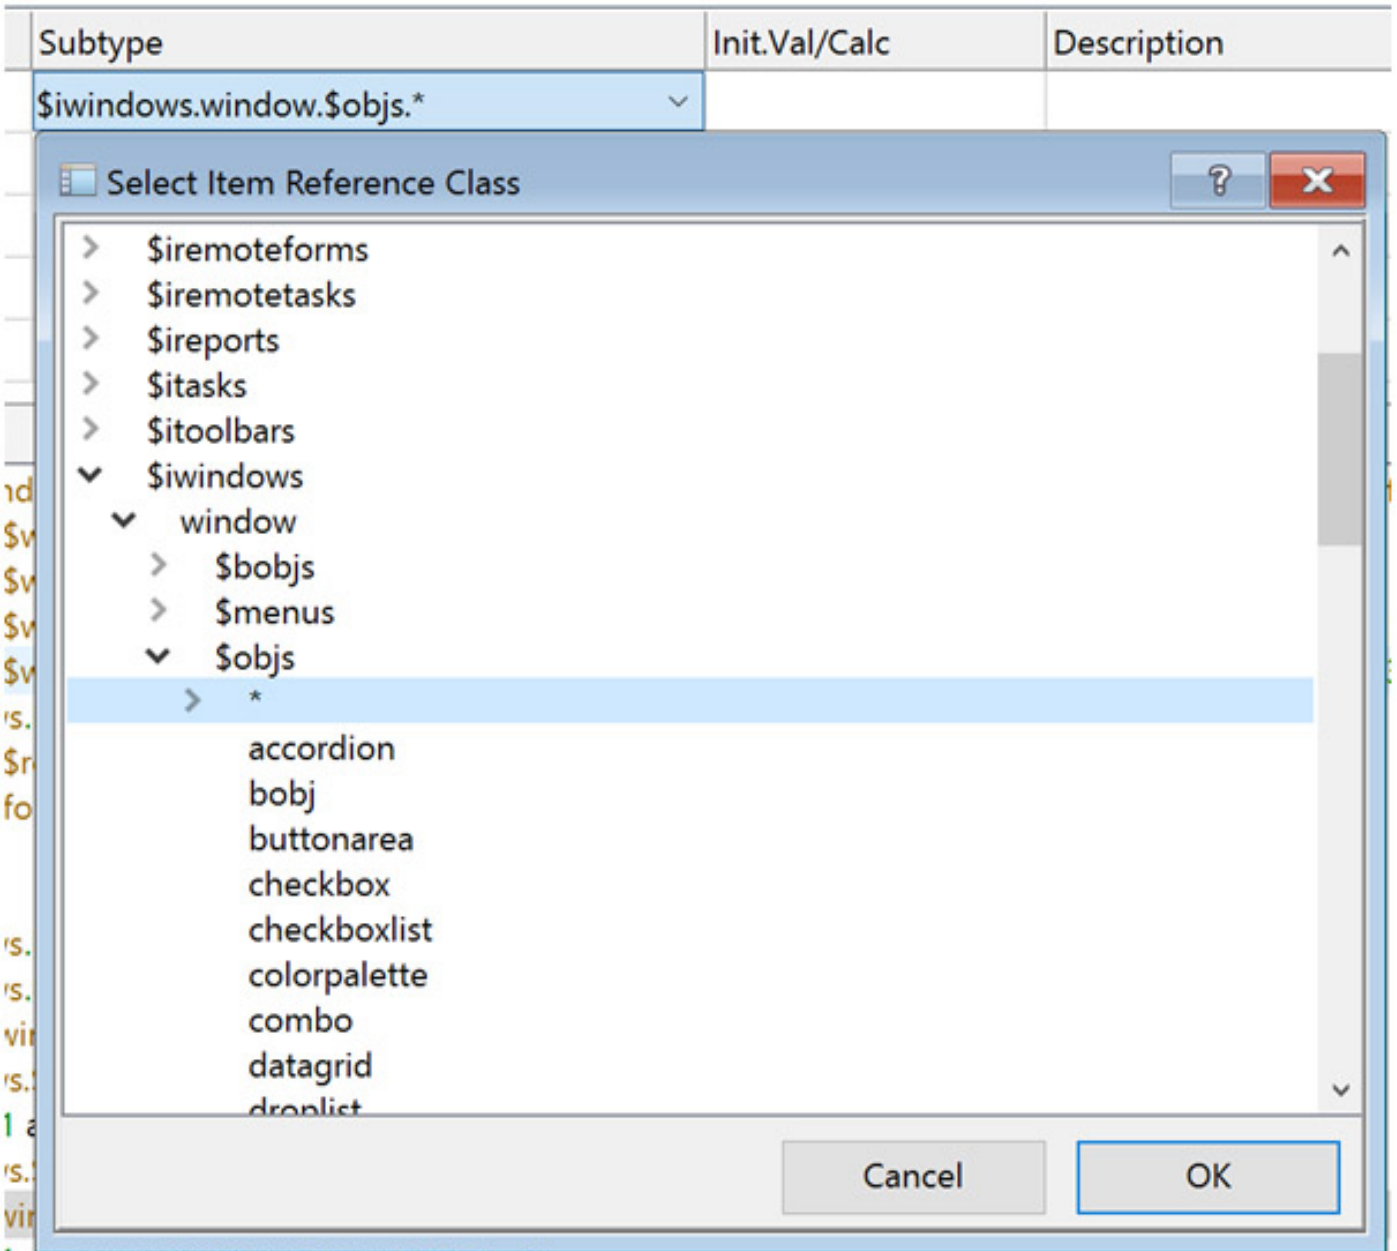 Subtype Init.Val/Calc Description
$iwindows.window.$objs.*
Select Item Reference Class
$iremoteforms
$iremotetasks
$ireports
$itasks
$itoolbars
$iwindows
window
$bobjs
$menus
$objs
*
accordion
bobj
buttonarea
checkbox
checkboxlist
colorpalette
combo
datagrid
droplist
Cancel OK